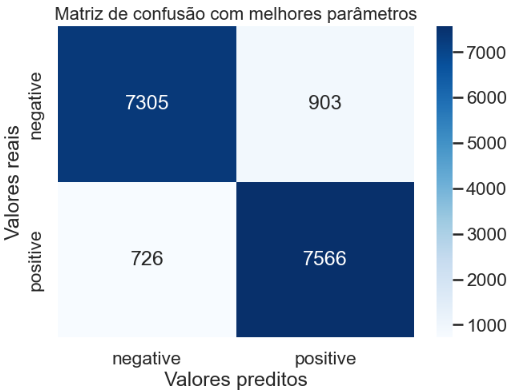 Matriz de confusão com melhores parâmetros
Valores reais
negative
positive
7305 903
726 7566
negative positive
Valores preditos
7000
6000
5000
4000
3000
2000
1000